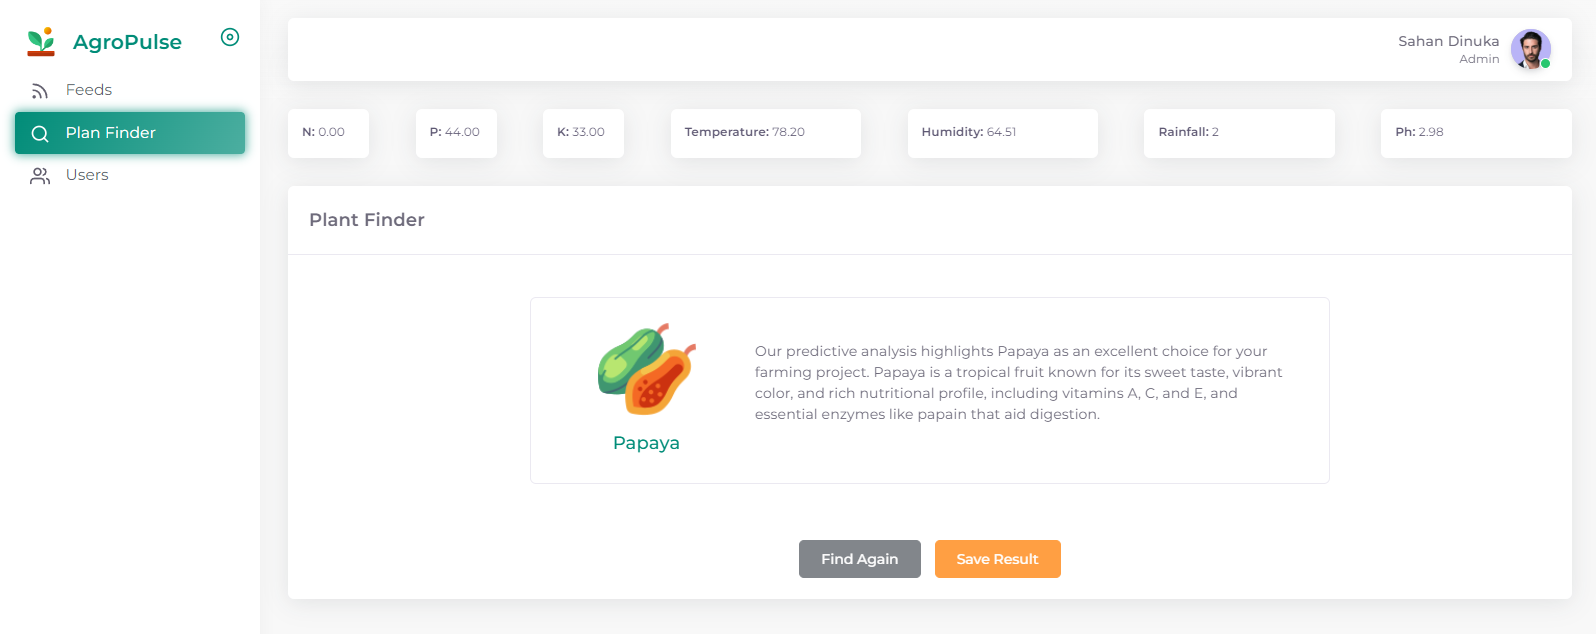 AgroPulse
Feeds
Plan Finder
Users
Sahan Dinuka
Admin
N: 0.00
P: 44.00
K: 33.00
Temperature: 78.20
Humidity: 64.51
Rainfall: 2
Ph: 2.98
Plant Finder
Our predictive analysis highlights Papaya as an excellent choice for your
farming project. Papaya is a tropical fruit known for its sweet taste, vibrant
color, and rich nutritional profile, including vitamins A, C, and E, and
essential enzymes like papain that aid digestion.
Papaya
Find Again
Save Result